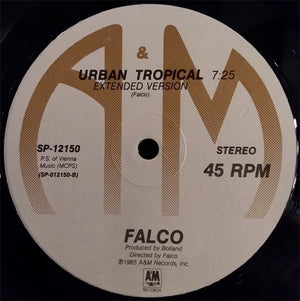 A & M
URBAN TROPICAL 7:25
EXTENDED VERSION
(Falco)
SP-12150
P.S. of Vienna
Music (MCPS)
(SP-012150-B)
STEREO
45 RPM
FALCO
Produced by Bolland
Directed by Falco
℗1985 A&M Records, Inc.
A&M
RECORDS